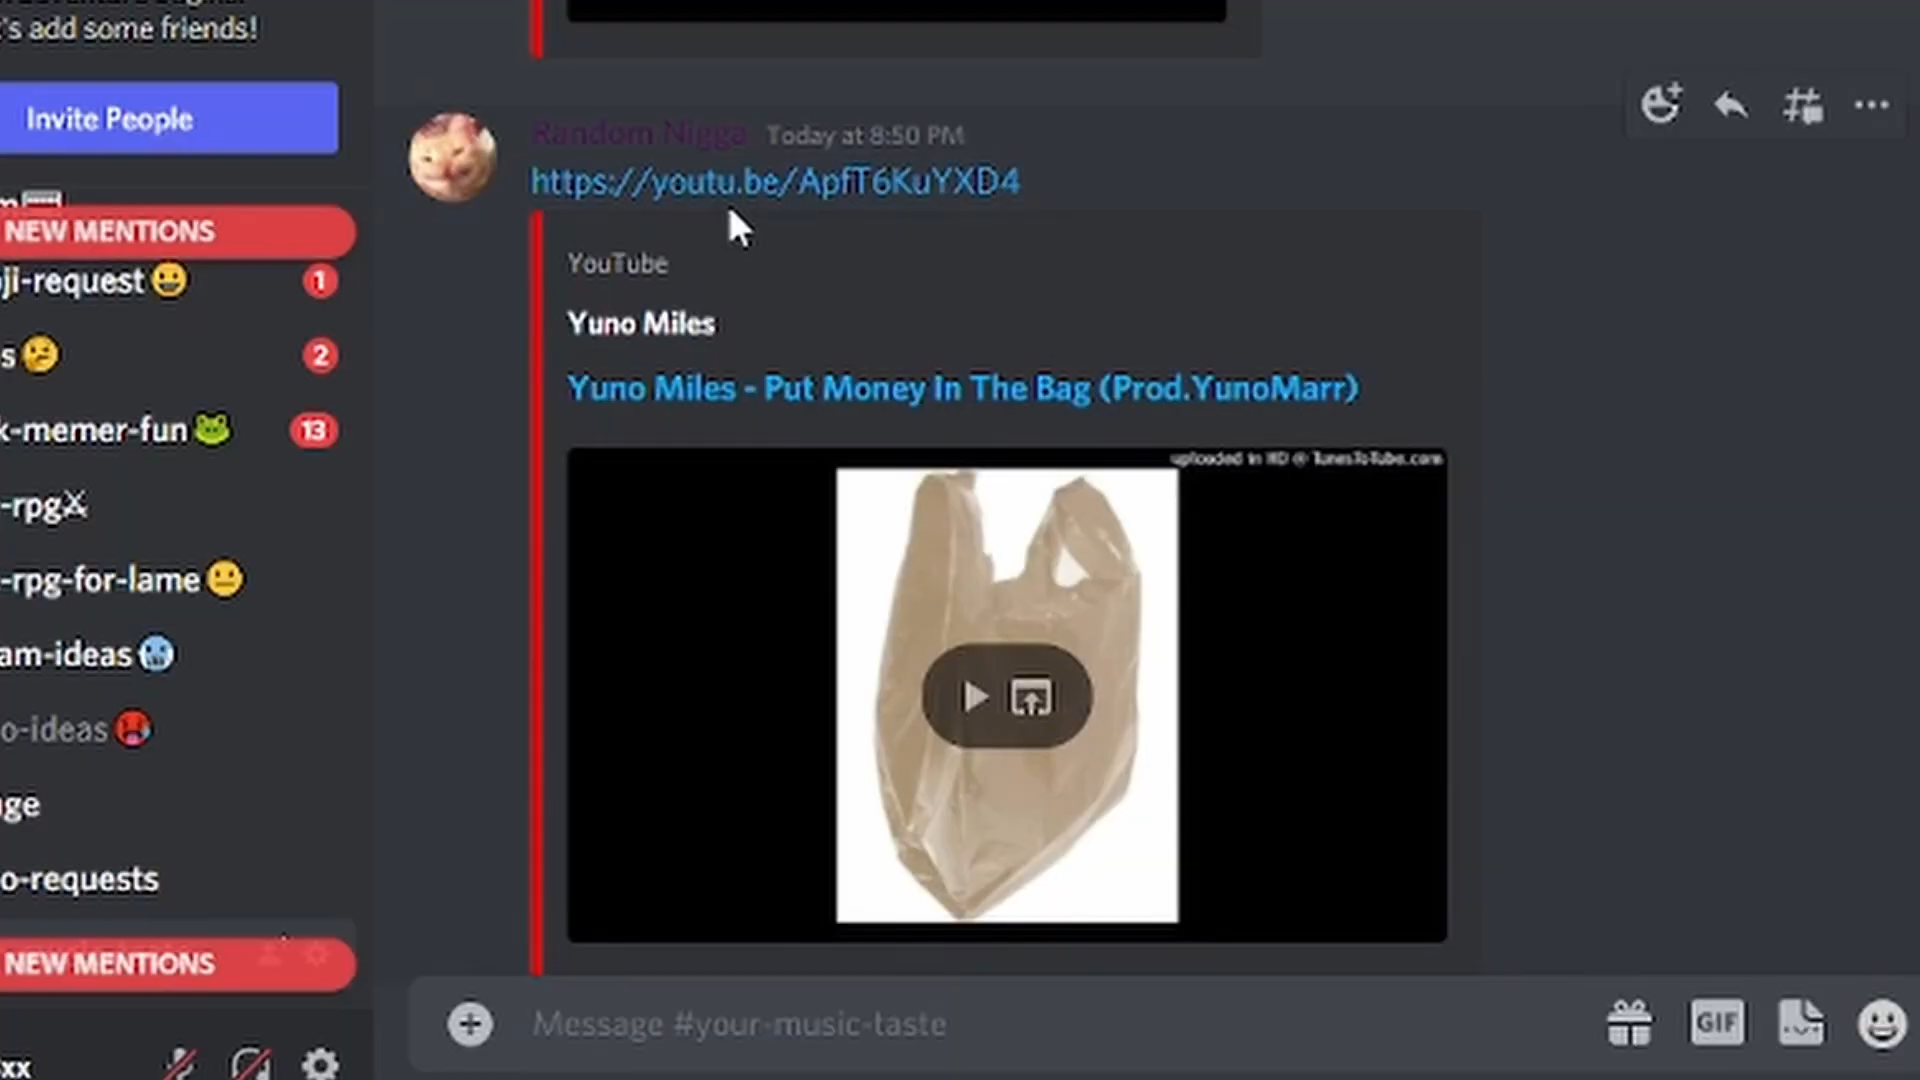 's add some friends!
Invite People
NEW MENTIONS
ji-request 1
s 2
k-memer-fun 13
-rpg
-rpg-for-lame
am-ideas
o-ideas
ge
o-requests
NEW MENTIONS
xx
Random Nigga Today at 8:50 PM
https://youtu.be/ApffT6KuYXD4
YouTube
Yuno Miles
Yuno Miles - Put Money In The Bag (Prod.YunoMarr)
uploaded in HD @ TunesToTube.com
Message #your-music-taste
GIF